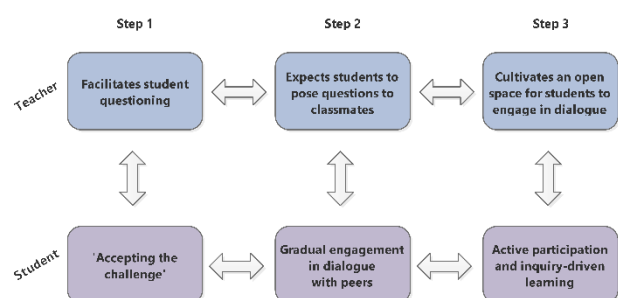 Step 1
Step 2
Step 3
Teacher
Facilitates student
questioning
Expects students to
pose questions to
classmates
Cultivates an open
space for students to
engage in dialogue
Student
'Accepting the
challenge'
Gradual engagement
in dialogue
with peers
Active participation
and inquiry-driven
learning